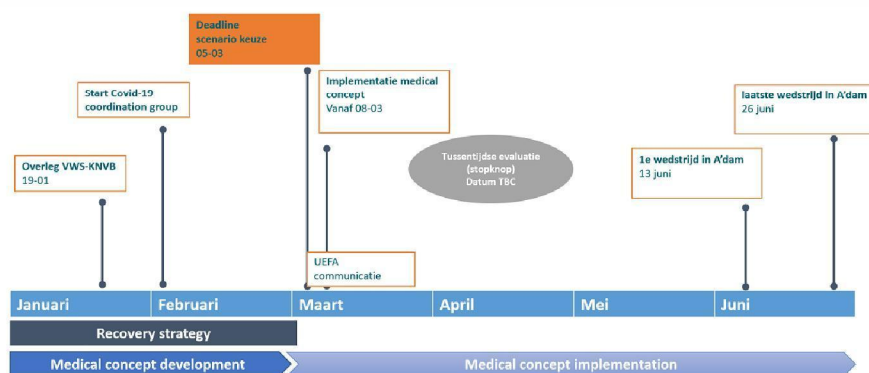 Deadline
scenario keuze
05-03
Start Covid-19
coordination group
Implementatie medical
concept
Vanaf 08-03
laatste wedstrijd in A'dam
26 juni
Overleg VWS-KNVB
19-01
Tussentijdse evaluatie
(stopknop)
Datum TBC
1e wedstrijd in A'dam
13 juni
UEFA
communicatie
Januari
Februari
Maart
April
Mei
Juni
Recovery strategy
Medical concept development
Medical concept implementation